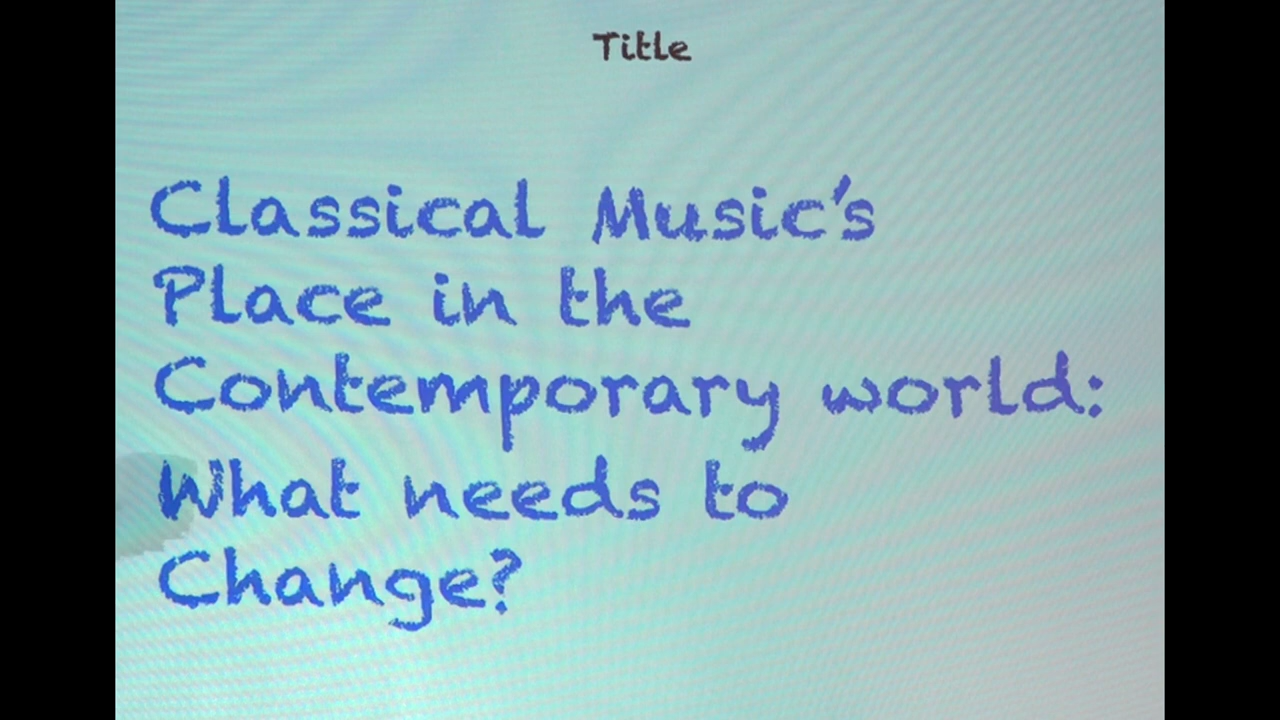 Title
Classical Music's
Place in the
Contemporary world:
What needs to
Change?